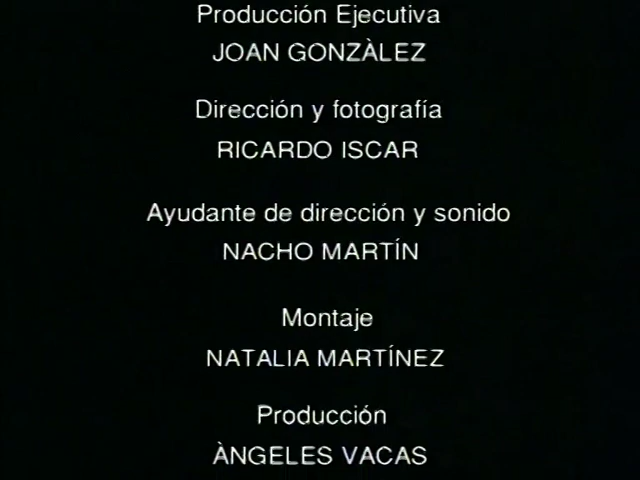 Producción Ejecutiva
JOAN GONZÀLEZ
Dirección y fotografía
RICARDO ISCAR
Ayudante de dirección y sonido
NACHO MARTÍN
Montaje
NATALIA MARTÍNEZ
Producción
ÀNGELES VACAS